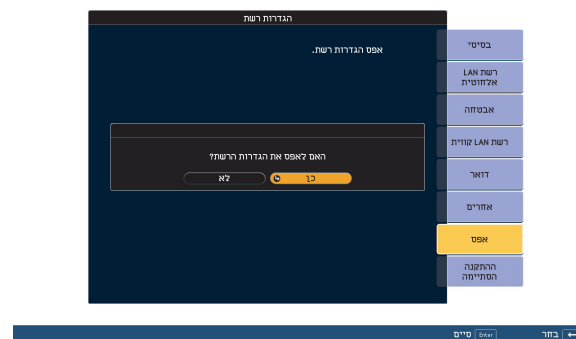 הגדרות רשת
אפס הגדרות רשת.
האם לאפס את הגדרות הרשת?
כן
לא
בסיסי
רשת LAN
אלחוטית
אבטחה
רשת LAN קווית
דואר
אחרים
אפס
ההתקנה
הסתיימה
בחר
Enter סיים